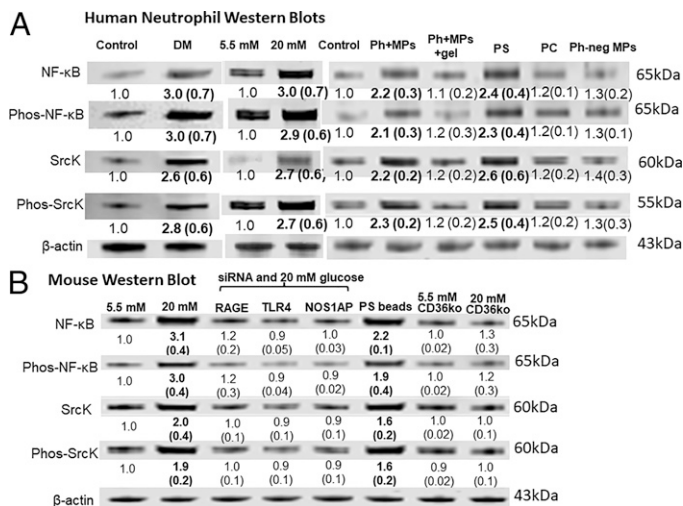 A
Human Neutrophil Western Blots
Control DM 5.5 mM 20 mM Control Ph+MPs Ph+MPs +gel PS PC Ph-neg MPs
NF-κB 65kDa
1.0 3.0 (0.7) 1.0 3.0 (0.7) 1.0 2.2 (0.3) 1.1 (0.2) 2.4 (0.4) 1.2(0.1) 1.3(0.2)
Phos-NF-κB 65kDa
1.0 3.0 (0.7) 1.0 2.9 (0.6) 1.0 2.1 (0.3) 1.2 (0.3) 2.3 (0.4) 1.2(0.1) 1.3(0.1)
SrcK 60kDa
1.0 2.6 (0.6) 1.0 2.7 (0.6) 1.0 2.2 (0.2) 1.2 (0.2) 2.6 (0.6) 1.2(0.2) 1.4(0.3)
Phos-SrcK 55kDa
1.0 2.8 (0.6) 1.0 2.7 (0.6) 1.0 2.3 (0.2) 1.2 (0.2) 2.5 (0.4) 1.2(0.2) 1.3(0.3)
β-actin 43kDa
B
Mouse Western Blot
siRNA and 20 mM glucose
5.5 mM 20 mM RAGE TLR4 NOS1AP PS beads 5.5 mM CD36ko 20 mM CD36ko
NF-κB 65kDa
1.0 3.1 1.2 0.9 1.0 2.2 1.0 1.3
(0.4) (0.2) (0.05) (0.03) (0.1) (0.02) (0.3)
Phos-NF-κB 65kDa
1.0 3.0 1.2 0.9 0.9 1.9 1.0 1.2
(0.4) (0.3) (0.04) (0.02) (0.4) (0.02) (0.3)
SrcK 60kDa
1.0 2.0 1.0 0.9 0.9 1.6 1.0 1.0
(0.4) (0.1) (0.1) (0.1) (0.2) (0.02) (0.1)
Phos-SrcK 60kDa
1.0 1.9 1.0 0.9 0.9 1.6 0.9 1.0
(0.2) (0.1) (0.1) (0.1) (0.2) (0.02) (0.1)
β-actin 43kDa